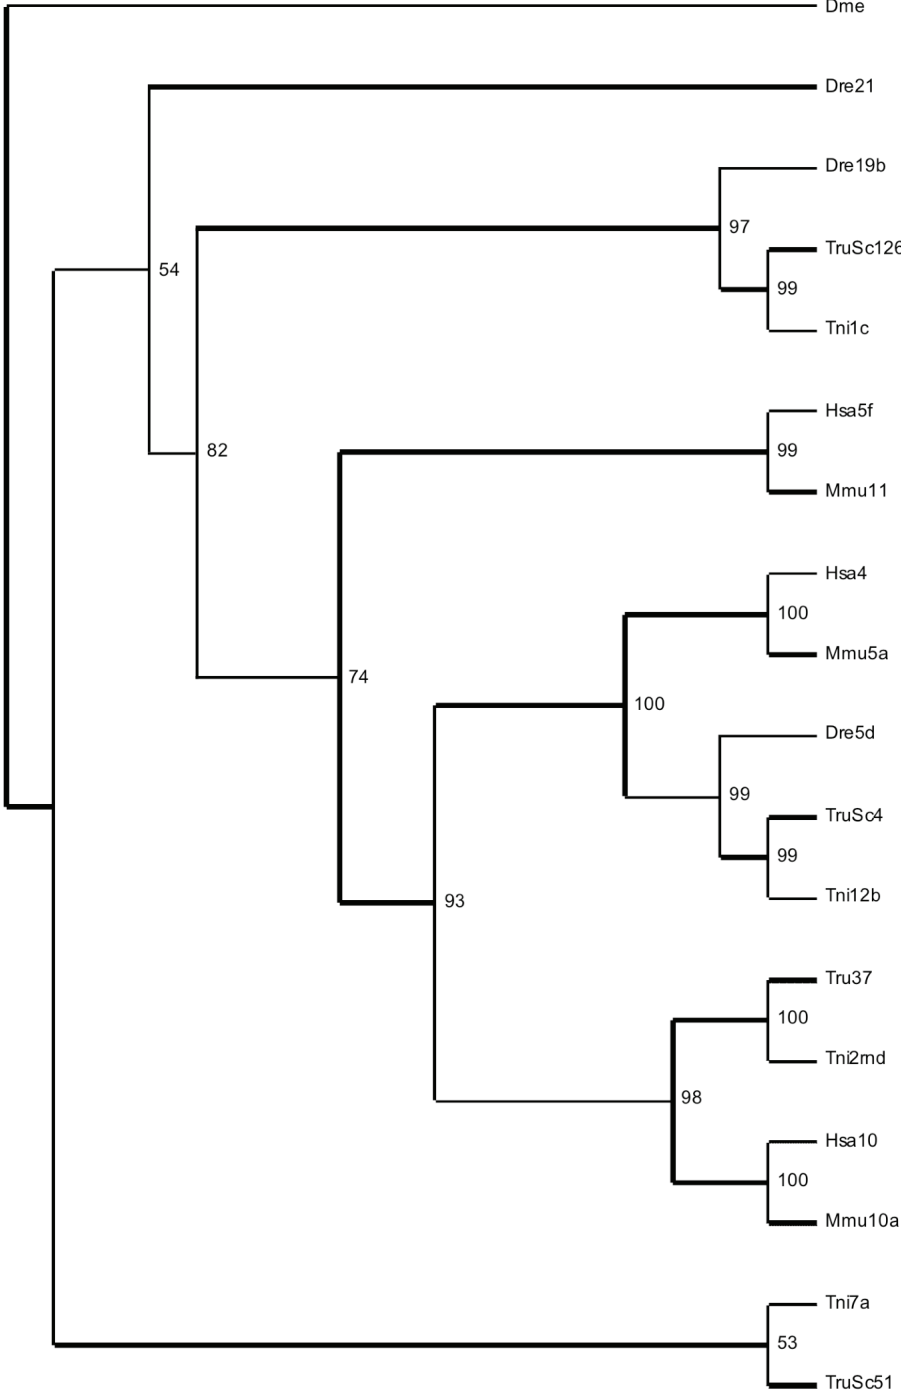 Dme
Dre21
Dre19b
97
TruSc126
54
99
Tni1c
Hsa5f
82
99
Mmu11
Hsa4
100
Mmu5a
74
100
Dre5d
99
TruSc4
99
Tni12b
93
Tru37
100
Tni2rnd
98
Hsa10
100
Mmu10a
Tni7a
53
TruSc51